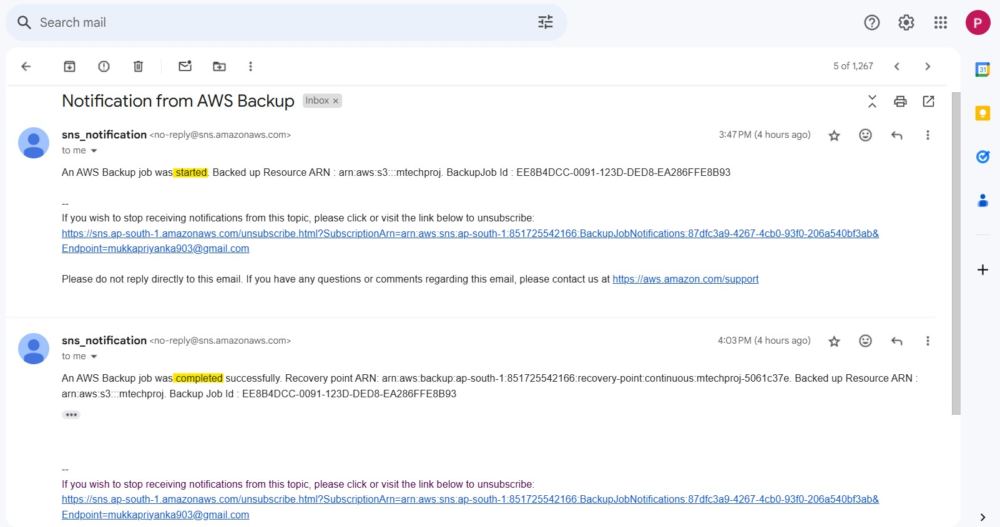 Search mail
P
5 of 1,267
31
Notification from AWS Backup Inbox ×
sns_notification <no-reply@sns.amazonaws.com> 3:47 PM (4 hours ago)
to me
An AWS Backup job was started. Backed up Resource ARN : arn:aws:s3:::mtechproj. BackupJob Id : EE8B4DCC-0091-123D-DED8-EA286FFE8B93
--
If you wish to stop receiving notifications from this topic, please click or visit the link below to unsubscribe:
https://sns.ap-south-1.amazonaws.com/unsubscribe.html?SubscriptionArn=arn:aws:sns:ap-south-1:851725542166:BackupJobNotifications:87dfc3a9-4267-4cb0-93f0-206a540bf3ab&
Endpoint=mukkapriyanka903@gmail.com
Please do not reply directly to this email. If you have any questions or comments regarding this email, please contact us at https://aws.amazon.com/support
sns_notification <no-reply@sns.amazonaws.com> 4:03 PM (4 hours ago)
to me
An AWS Backup job was completed successfully. Recovery point ARN: arn:aws:backup:ap-south-1:851725542166:recovery-point:continuous:mtechproj-5061c37e. Backed up Resource ARN :
arn:aws:s3:::mtechproj. Backup Job Id : EE8B4DCC-0091-123D-DED8-EA286FFE8B93
--
If you wish to stop receiving notifications from this topic, please click or visit the link below to unsubscribe:
https://sns.ap-south-1.amazonaws.com/unsubscribe.html?SubscriptionArn=arn:aws:sns:ap-south-1:851725542166:BackupJobNotifications:87dfc3a9-4267-4cb0-93f0-206a540bf3ab&
Endpoint=mukkapriyanka903@gmail.com